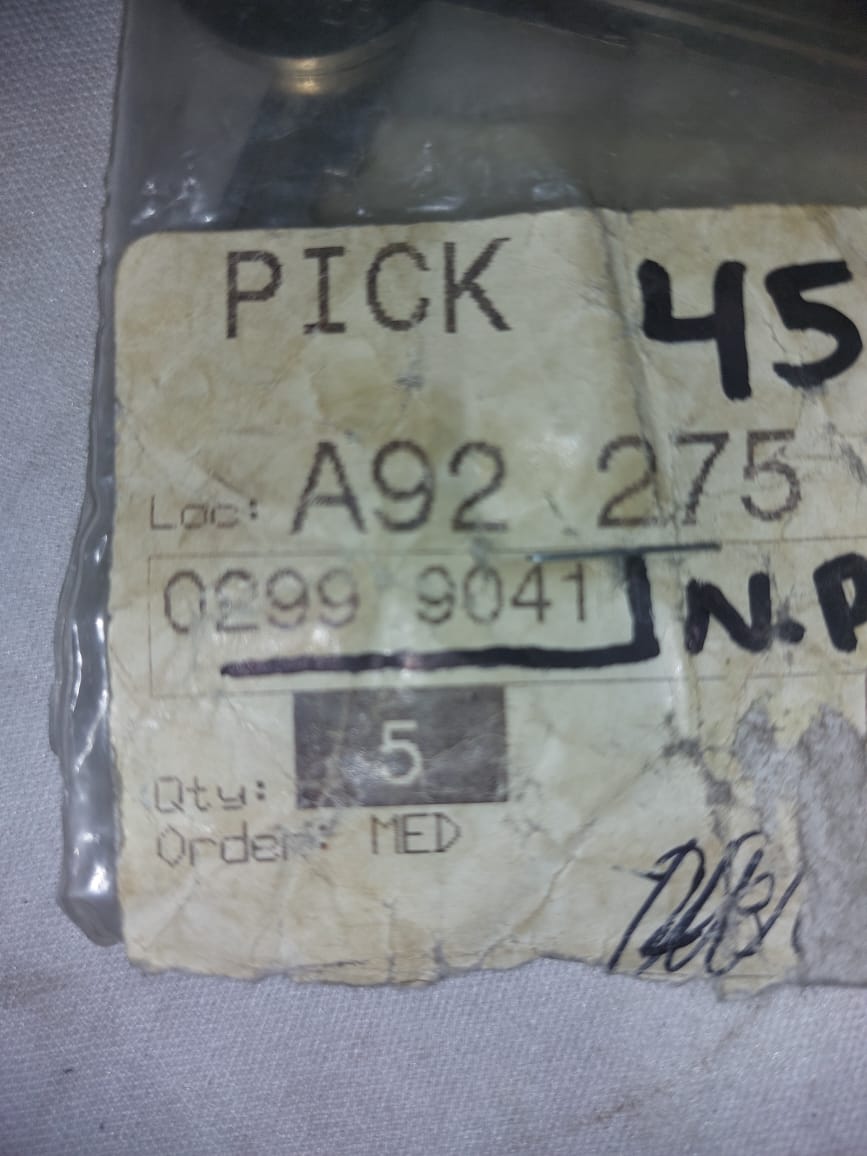 PICK 45
Loc: A92 275
0299 9041 N.P
Qty: 5
Order: MED